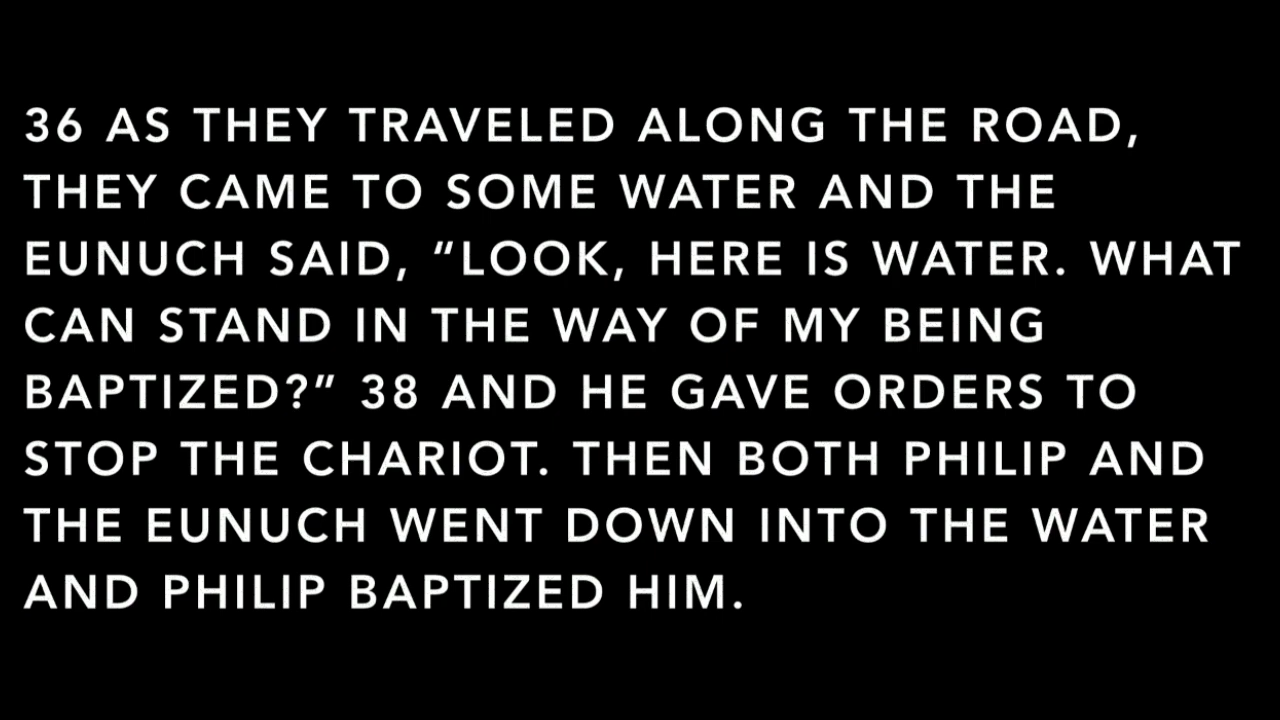 36 AS THEY TRAVELED ALONG THE ROAD,
THEY CAME TO SOME WATER AND THE
EUNUCH SAID, “LOOK, HERE IS WATER. WHAT
CAN STAND IN THE WAY OF MY BEING
BAPTIZED?” 38 AND HE GAVE ORDERS TO
STOP THE CHARIOT. THEN BOTH PHILIP AND
THE EUNUCH WENT DOWN INTO THE WATER
AND PHILIP BAPTIZED HIM.